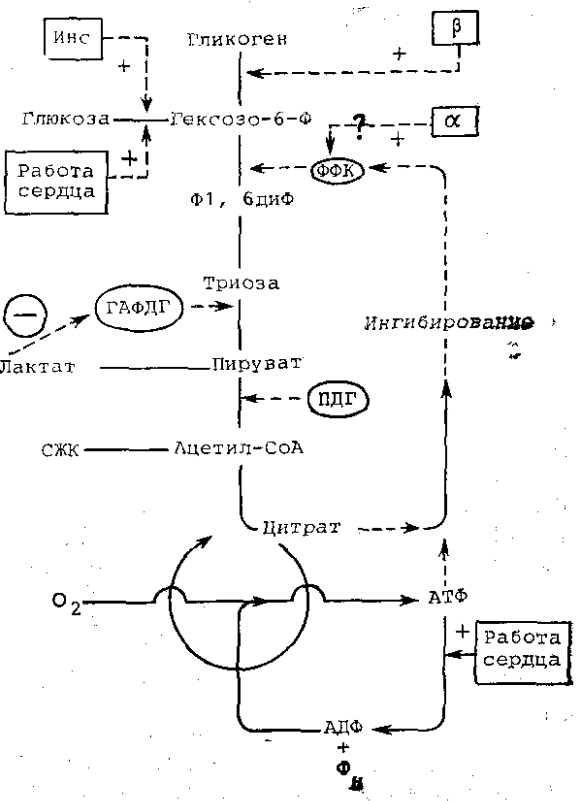 Инс
Гликоген
β
+
+
Глюкоза
Гексозо-6-Ф
?
α
+
+
Работа
сердца
ФФК
Ф1, 6диФ
Триоза
−
ГАФДГ
Ингибирование
Лактат
Пируват
ПДГ
СЖК
Ацетил-СоА
Цитрат
O2
АТФ
+
Работа
сердца
АДФ
+
Фн